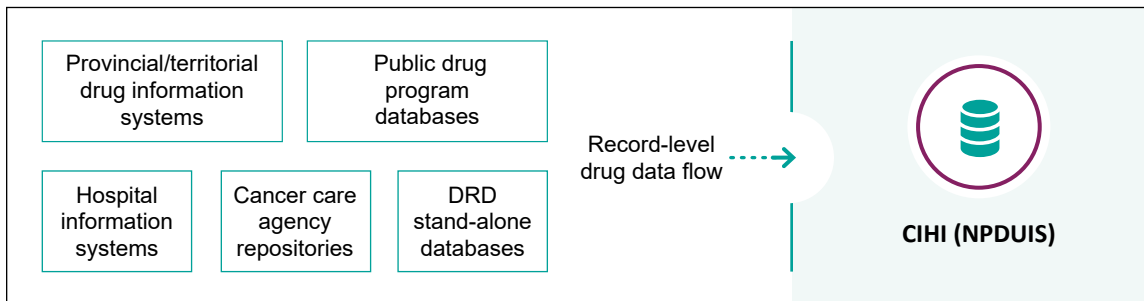 Provincial/territorial
drug information
systems
Public drug
program
databases
Hospital
information
systems
Cancer care
agency
repositories
DRD
stand-alone
databases
Record-level
drug data flow
CIHI (NPDUIS)